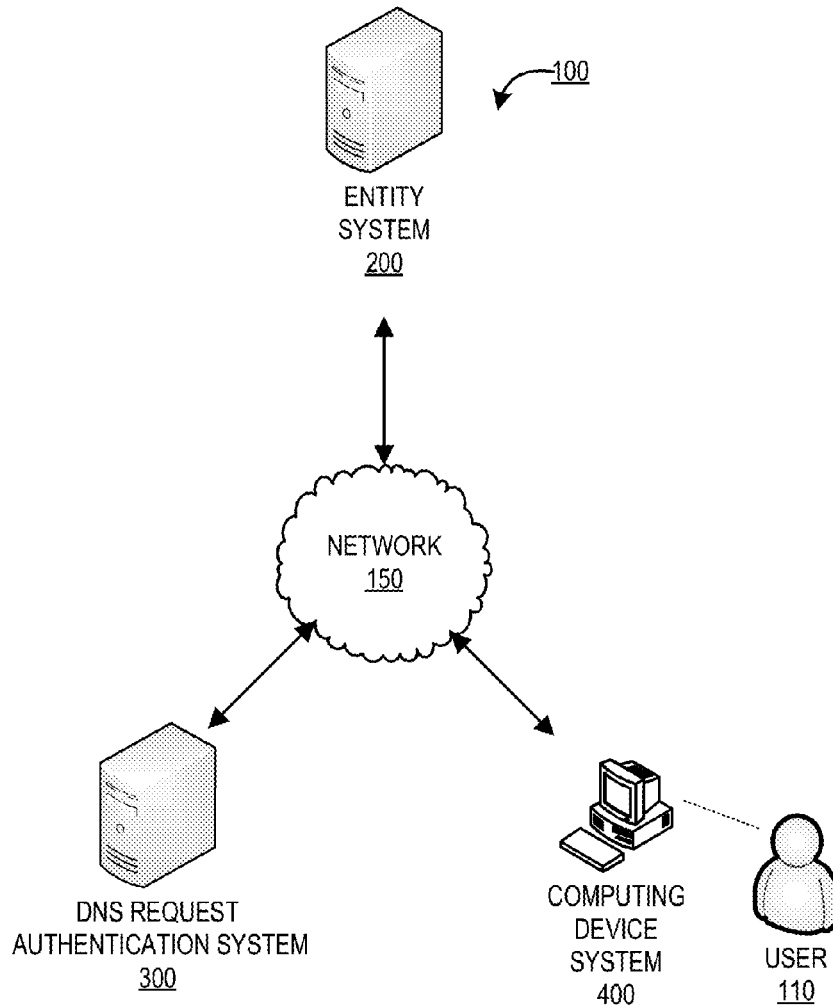 100
ENTITY
SYSTEM
200
NETWORK
150
DNS REQUEST
AUTHENTICATION SYSTEM
300
COMPUTING
DEVICE
SYSTEM
400
USER
110